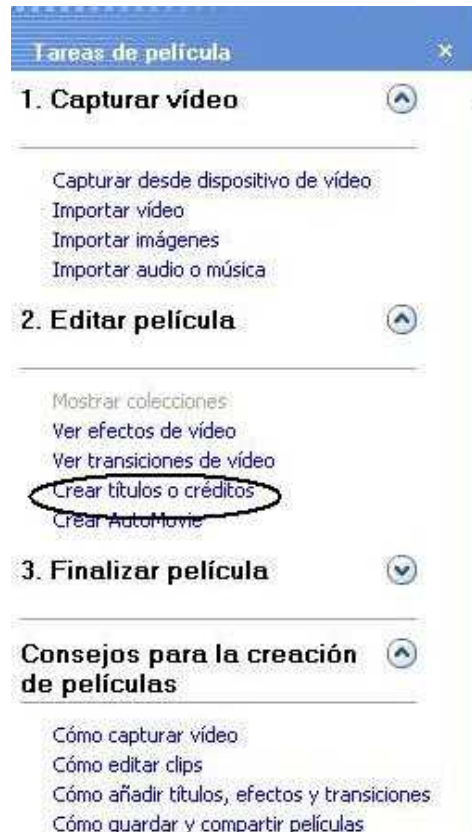 Tareas de película
1. Capturar vídeo
Capturar desde dispositivo de vídeo
Importar vídeo
Importar imágenes
Importar audio o música
2. Editar película
Mostrar colecciones
Ver efectos de vídeo
Ver transiciones de vídeo
Crear títulos o créditos
Crear AutoMovie
3. Finalizar película
Consejos para la creación
de películas
Cómo capturar vídeo
Cómo editar clips
Cómo añadir títulos, efectos y transiciones
Cómo guardar y compartir películas